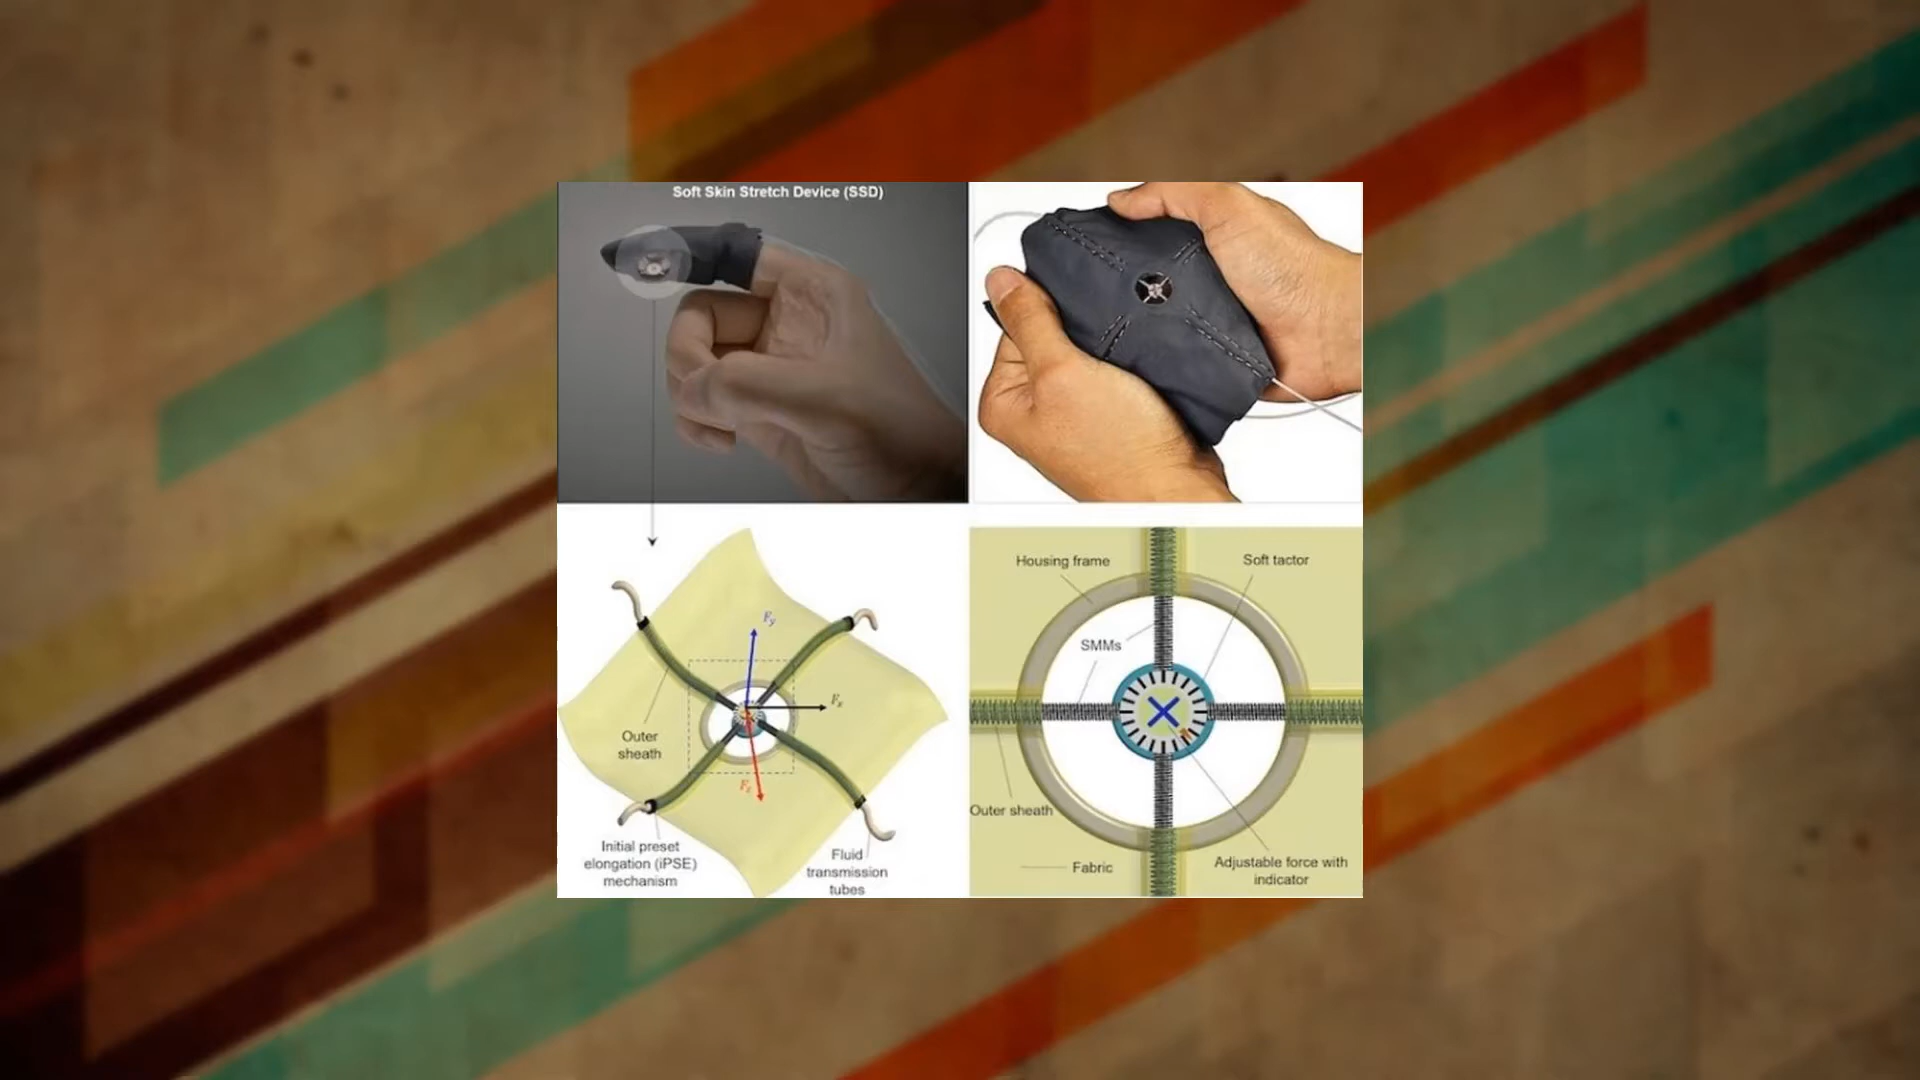 Soft Skin Stretch Device (SSD)
Fy
Fx
Fz
Outer
sheath
Initial preset
elongation (iPSE)
mechanism
Fluid
transmission
tubes
Housing frame
Soft tactor
SMMs
Outer sheath
Fabric
Adjustable force with
indicator